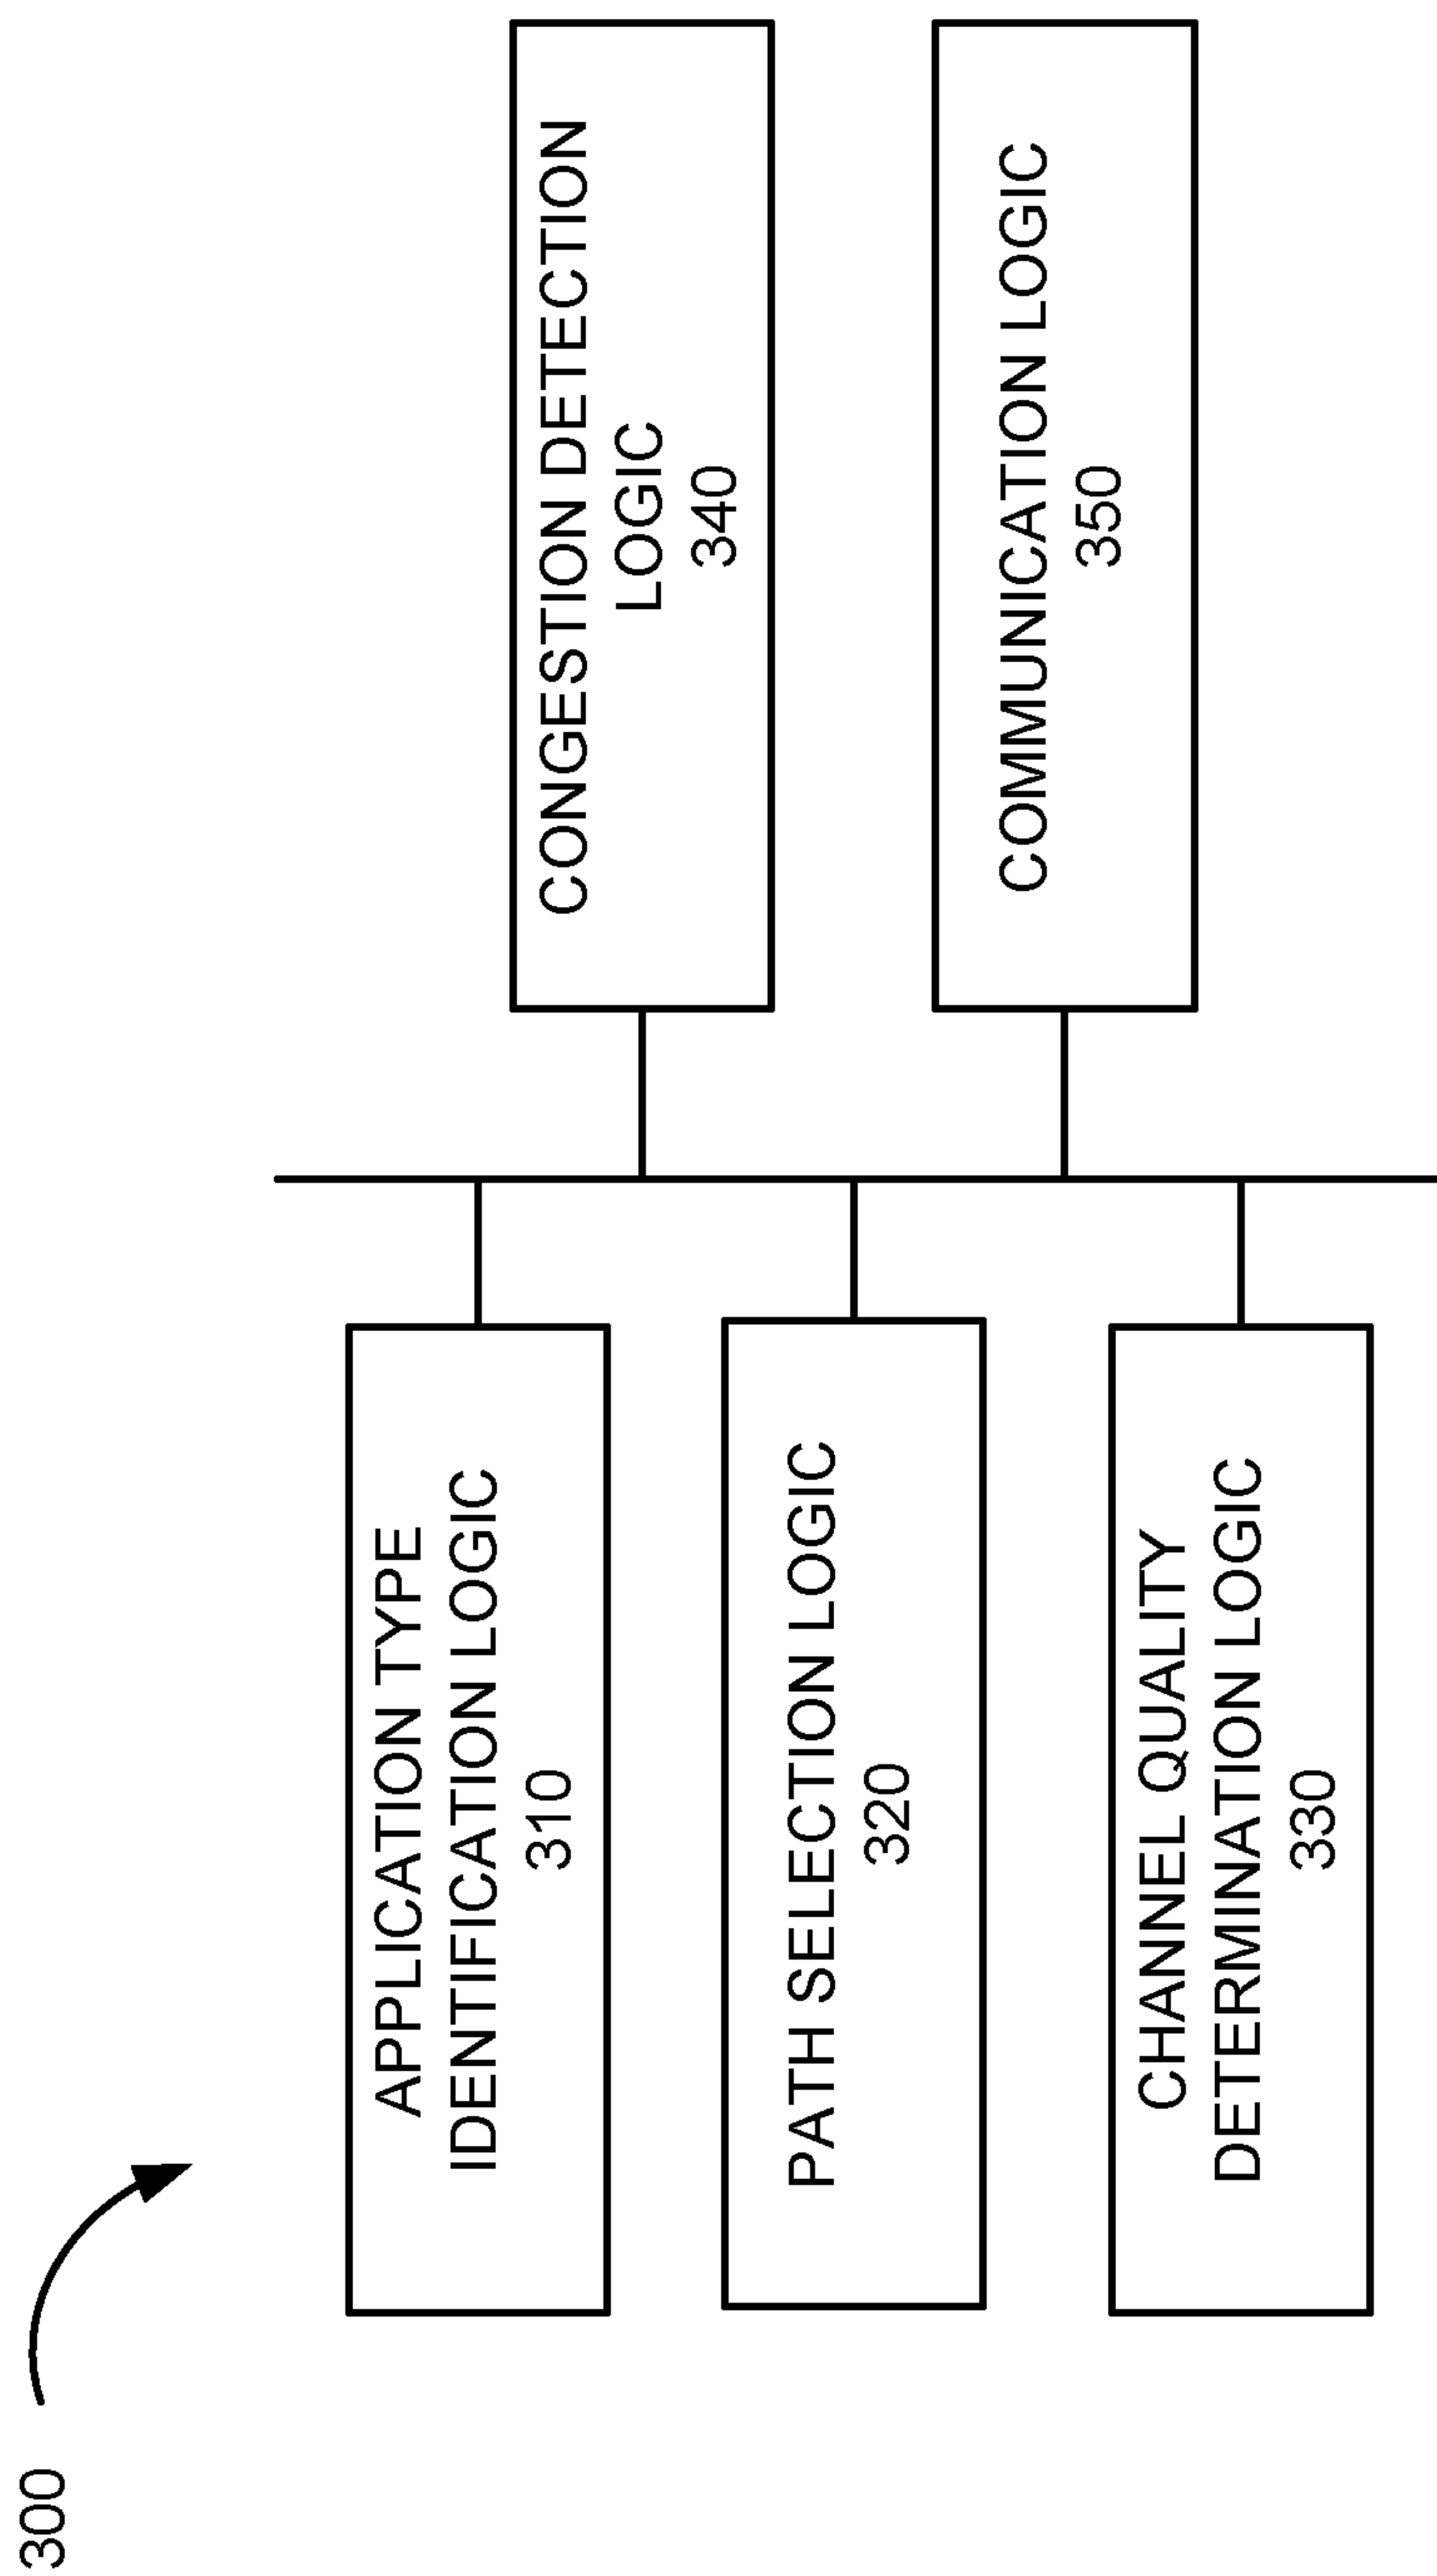 300
APPLICATION TYPE
IDENTIFICATION LOGIC
310
PATH SELECTION LOGIC
320
CHANNEL QUALITY
DETERMINATION LOGIC
330
CONGESTION DETECTION
LOGIC
340
COMMUNICATION LOGIC
350